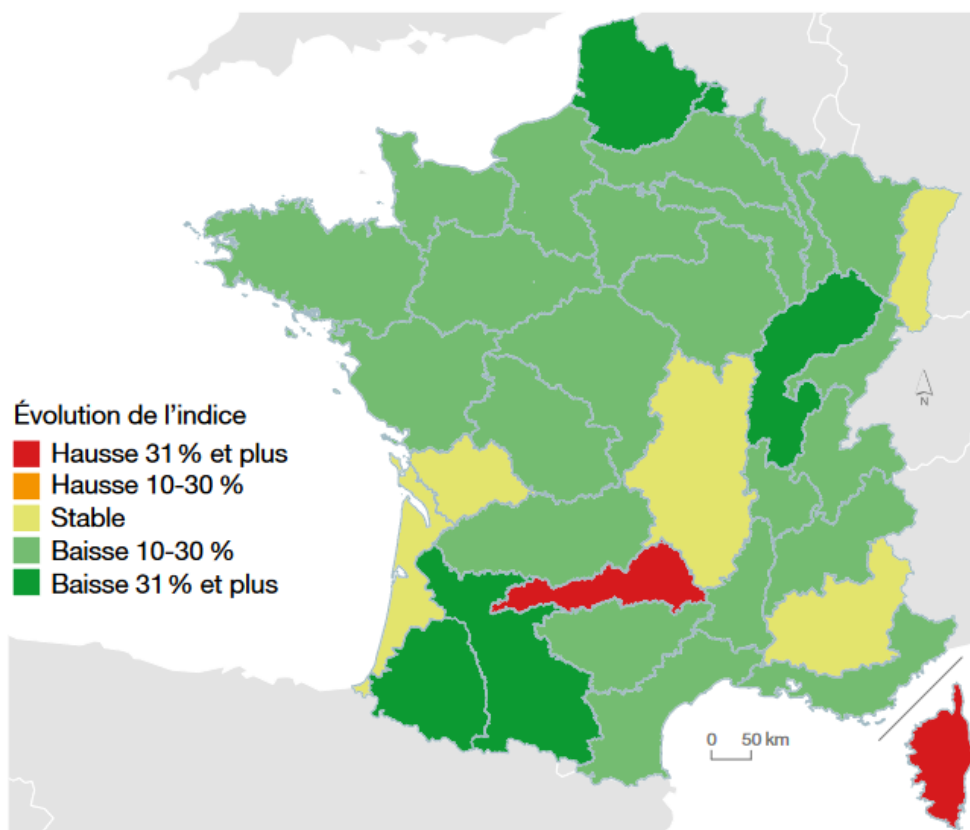 N
Évolution de l'indice
Hausse 31 % et plus
Hausse 10-30 %
Stable
Baisse 10-30 %
Baisse 31 % et plus
0 50 km